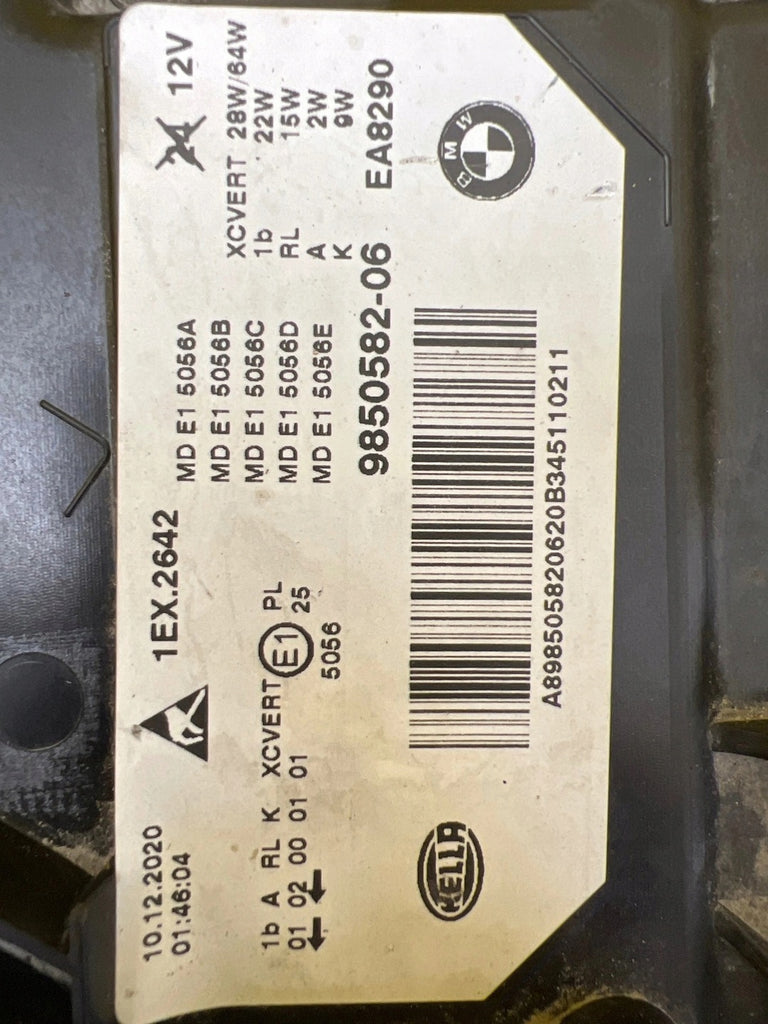 10.12.2020
01:46:04
1EX.2642
24 12V
MD E1 5056A XCVERT 28W/64W
MD E1 5056B 1b 22W
MD E1 5056C RL 15W
MD E1 5056D A 2W
MD E1 5056E K 9W
1b A RL K XCVERT E1 PL
01 02 00 01 01 25
5056
9850582-06 EA8290
HELLA
A898505820620B345110211
BMW